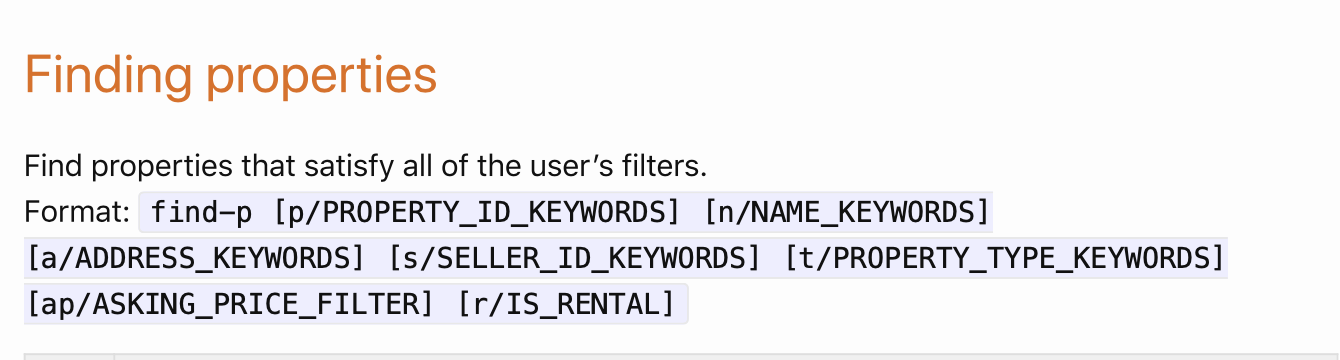 Finding properties
Find properties that satisfy all of the user’s filters.
Format: find-p [p/PROPERTY_ID_KEYWORDS] [n/NAME_KEYWORDS]
[a/ADDRESS_KEYWORDS] [s/SELLER_ID_KEYWORDS] [t/PROPERTY_TYPE_KEYWORDS]
[ap/ASKING_PRICE_FILTER] [r/IS_RENTAL]